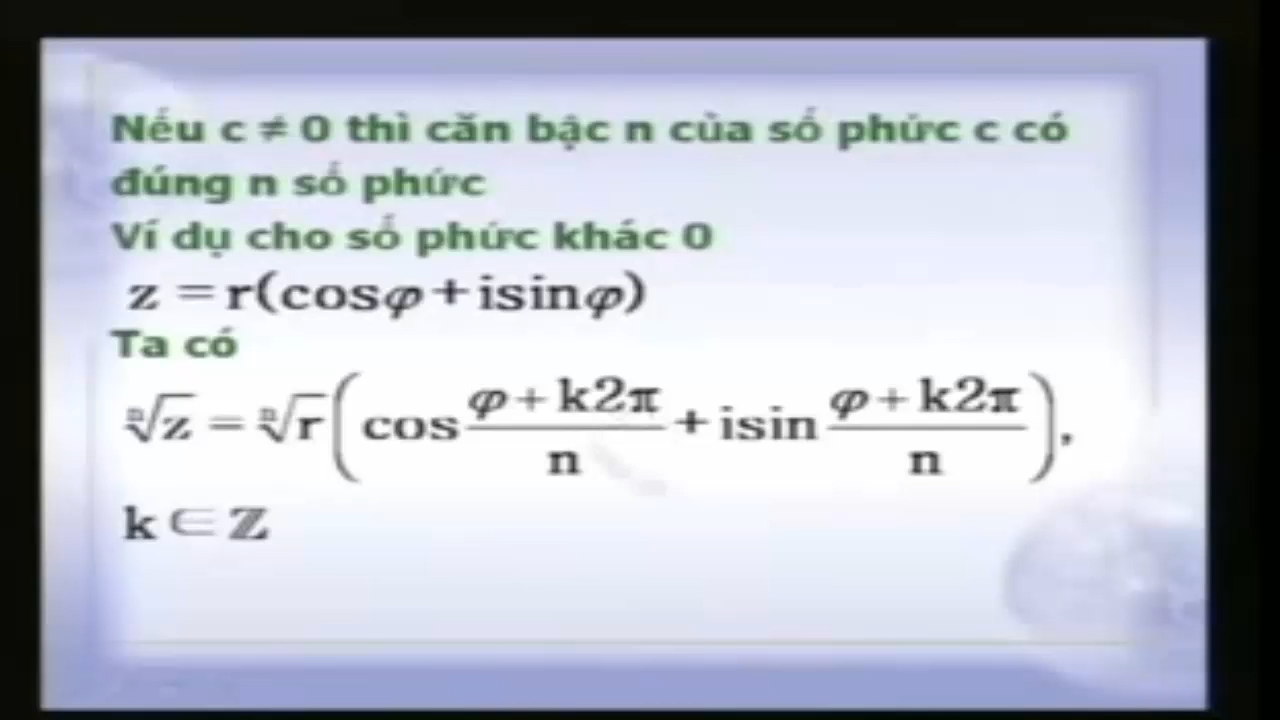 Nếu c ≠ 0 thì căn bậc n của số phức c có
đúng n số phức
Ví dụ cho số phức khác 0
z = r(cosφ + isinφ)
Ta có
ⁿ√z = ⁿ√r ( cos (φ + k2π)/n + isin (φ + k2π)/n ),
k ∈ ℤ